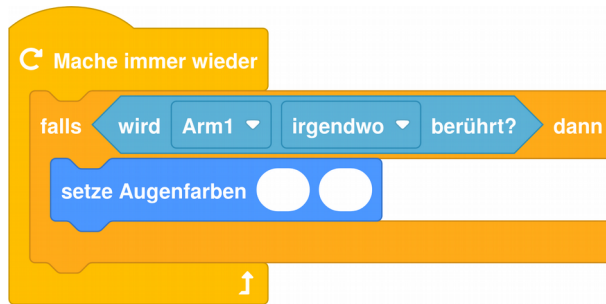 Mache immer wieder
falls wird Arm1 irgendwo berührt? dann
setze Augenfarben